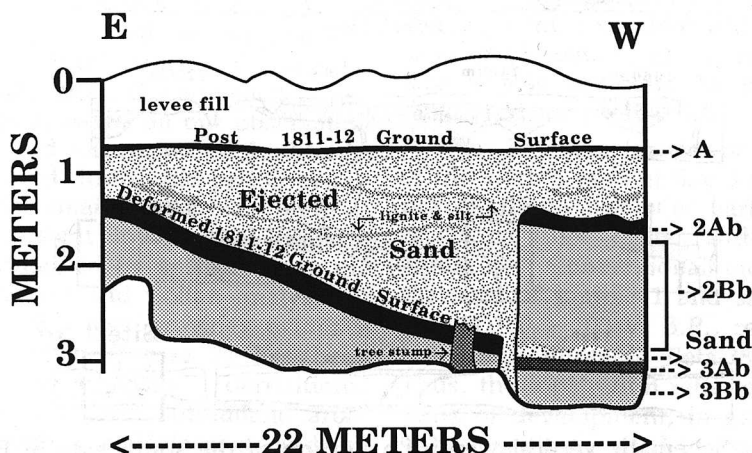 E W
0
levee fill
Post 1811-12 Ground Surface
A
1
Ejected
lignite & silt
Deformed 1811-12 Ground Surface
Sand
2Ab
METERS
2
2Bb
tree stump
Sand
3
3Ab
3Bb
22 METERS